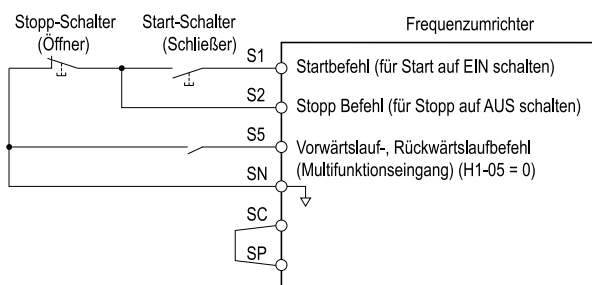 Stopp-Schalter
(Öffner)
Start-Schalter
(Schließer)
Frequenzumrichter
S1
Startbefehl (für Start auf EIN schalten)
S2
Stopp Befehl (für Stopp auf AUS schalten)
S5
Vorwärtslauf-, Rückwärtslaufbefehl
(Multifunktionseingang) (H1-05 = 0)
SN
SC
SP